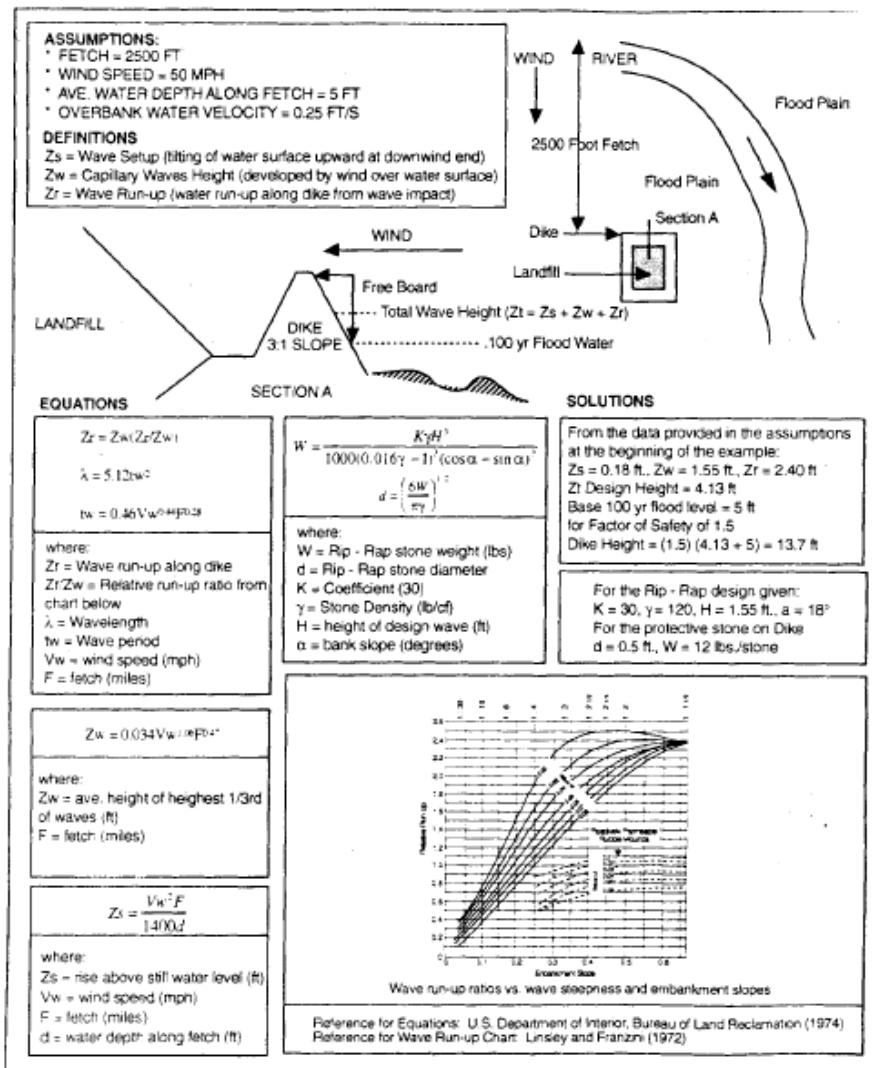 ASSUMPTIONS:
* FETCH = 2500 FT
* WIND SPEED = 50 MPH
* AVE. WATER DEPTH ALONG FETCH = 5 FT
* OVERBANK WATER VELOCITY = 0.25 FT/S
DEFINITIONS
Zs = Wave Setup (tilting of water surface upward at downwind end)
Zw = Capillary Waves Height (developed by wind over water surface)
Zr = Wave Run-up (water run-up along dike from wave impact)
WIND
RIVER
Flood Plain
2500 Foot Fetch
Flood Plain
Section A
Dike
Landfill
WIND
Free Board
LANDFILL
Total Wave Height (Zt = Zs + Zw + Zr)
DIKE
3:1 SLOPE
.100 yr Flood Water
SECTION A
EQUATIONS
Zr = Zw(Zr/Zw)
λ = 5.12tw²
where:
Zr = Wave run-up along dike
Zr/Zw = Relative run-up ratio from
chart below
λ = Wavelength
tw = Wave period
Vw = wind speed (mph)
F = fetch (miles)
where:
Zw = ave. height of heighest 1/3rd
of waves (ft)
F = fetch (miles)
Zs = Vw²F / 1400d
where:
Zs = rise above still water level (ft)
Vw = wind speed (mph)
F = fetch (miles)
d = water depth along fetch (ft)
where:
W = Rip - Rap stone weight (lbs)
d = Rip - Rap stone diameter
K = Coefficient (30)
γ = Stone Density (lb/cf)
H = height of design wave (ft)
α = bank slope (degrees)
SOLUTIONS
From the data provided in the assumptions
at the beginning of the example:
Zs = 0.18 ft., Zw = 1.55 ft., Zr = 2.40 ft
Zt Design Height = 4.13 ft
Base 100 yr flood level = 5 ft
for Factor of Safety of 1.5
Dike Height = (1.5) (4.13 + 5) = 13.7 ft
For the Rip - Rap design given:
K = 30, γ = 120, H = 1.55 ft., a = 18°
For the protective stone on Dike
d = 0.5 ft., W = 12 lbs./stone
Relative Run-up
Embankment Slope
Wave run-up ratios vs. wave steepness and embankment slopes
Reference for Equations: U.S. Department of Interior, Bureau of Land Reclamation (1974)
Reference for Wave Run-up Chart: Linsley and Franzini (1972)